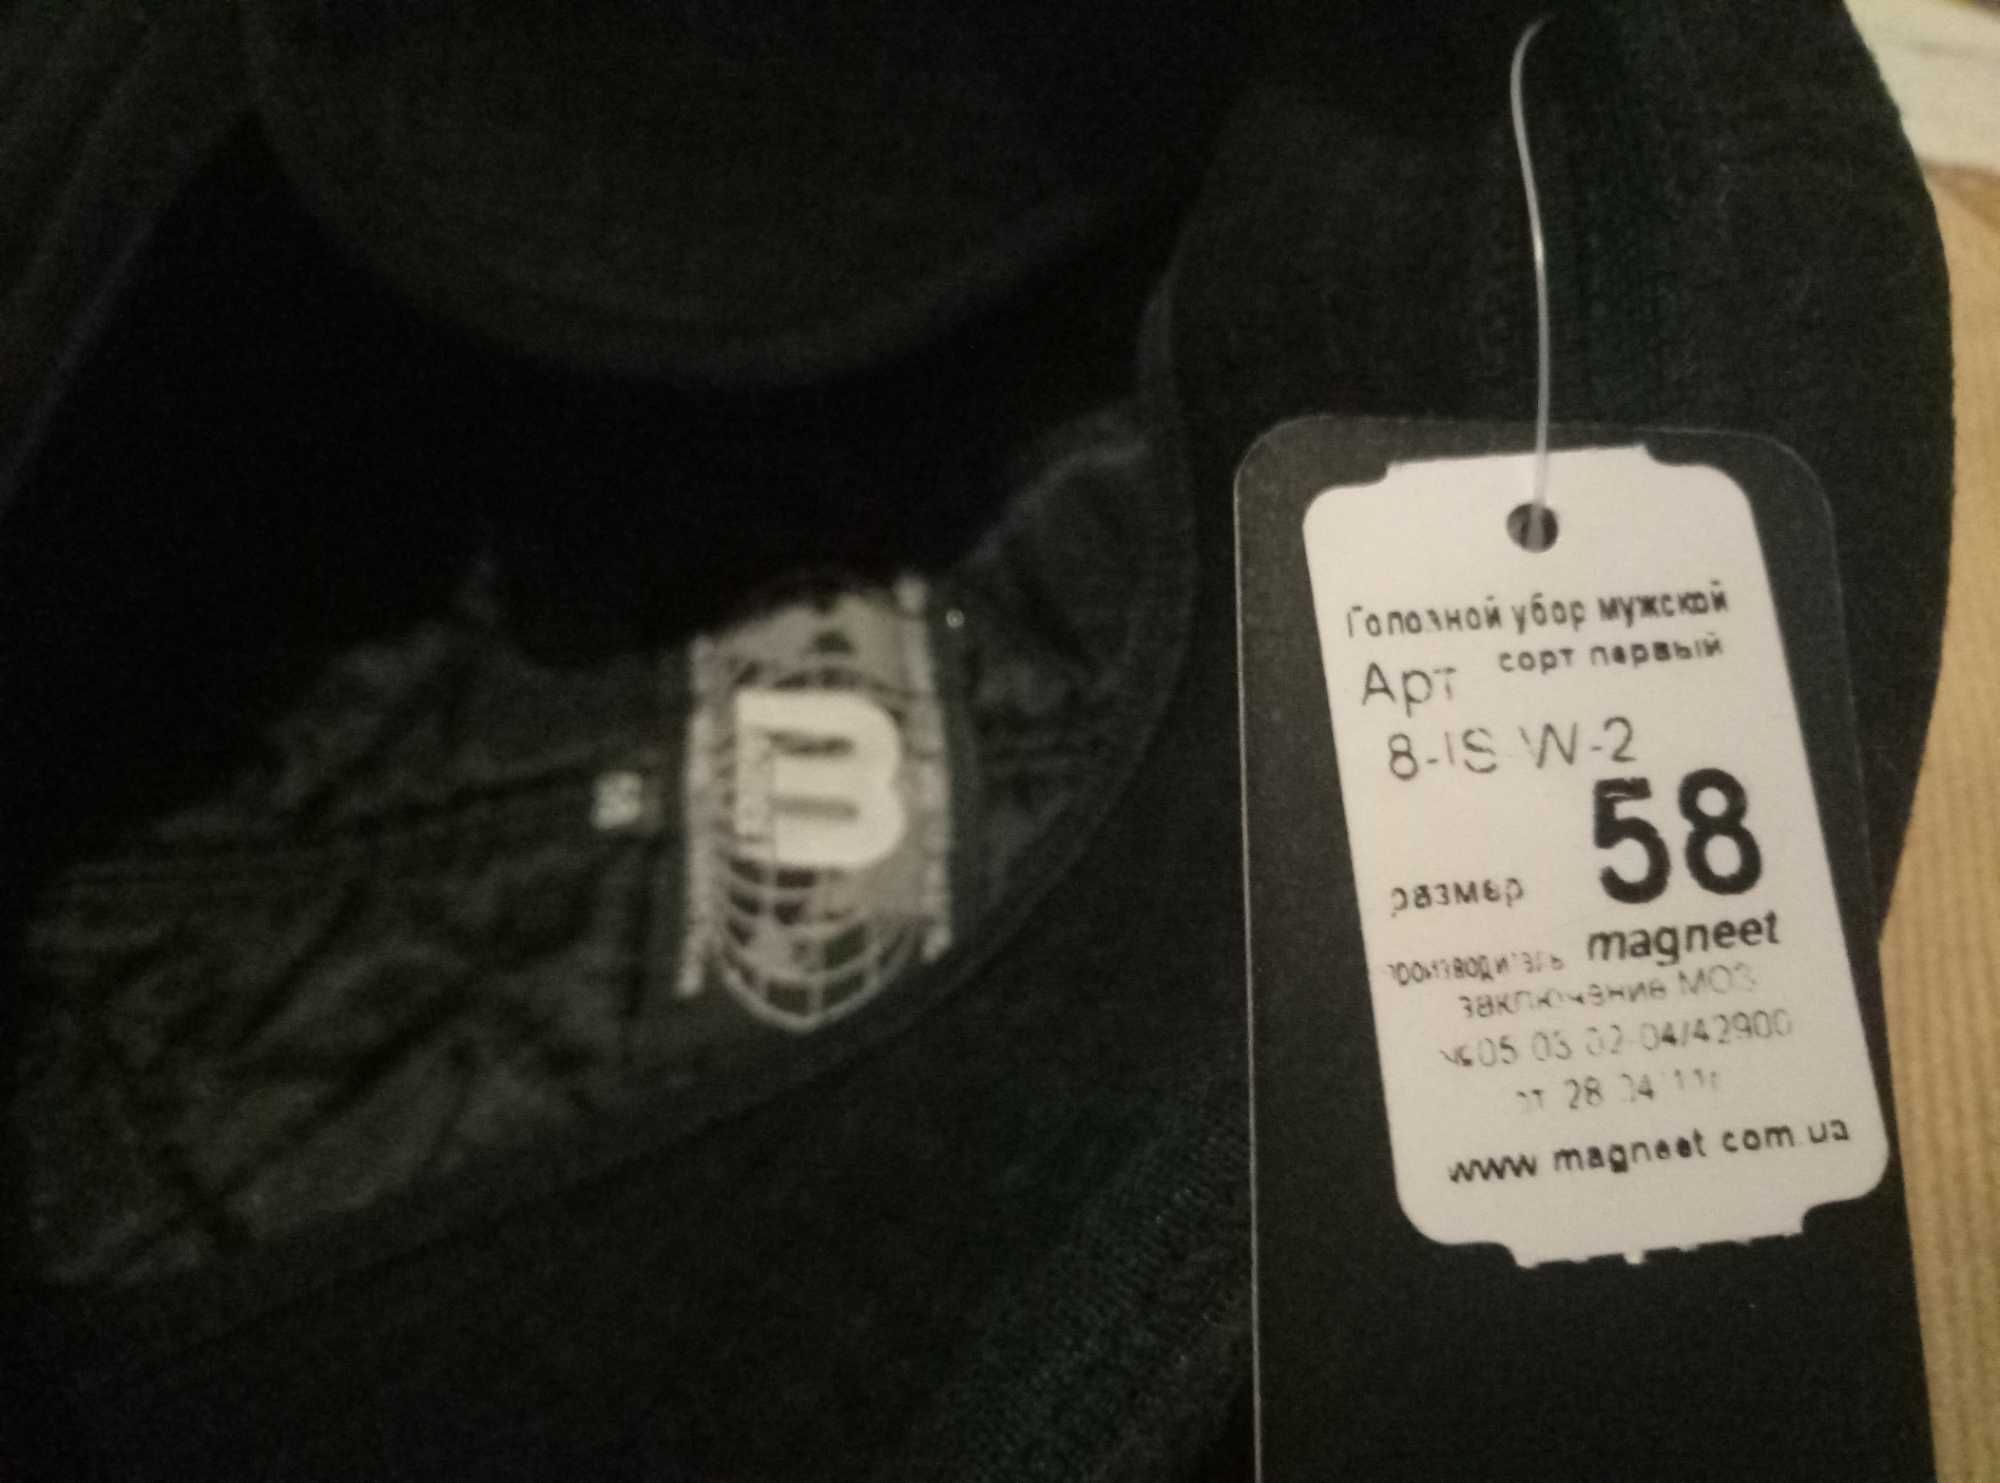 Головной убор мужской
сорт первый
Арт
8-IS W-2
58
размер
производитель magneet
заключение МОЗ
№05 03 02-04/42900
от 28 04 11г
www magneet com ua